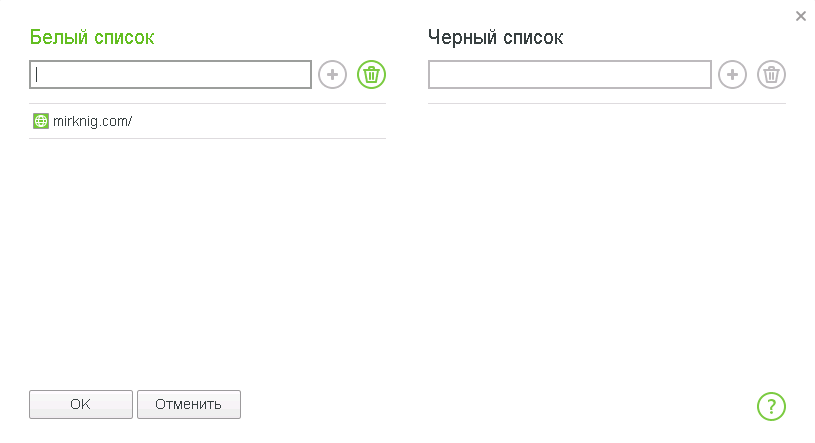 Белый список
Черный список
mirknig.com/
OK
Отменить
?